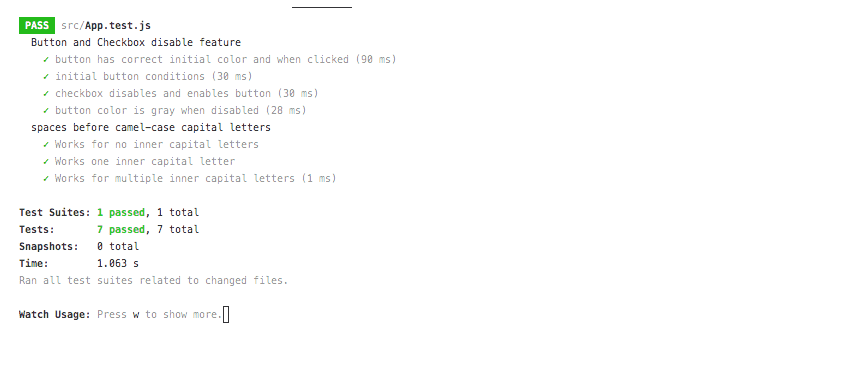 PASS src/App.test.js
Button and Checkbox disable feature
✓ button has correct initial color and when clicked (90 ms)
✓ initial button conditions (30 ms)
✓ checkbox disables and enables button (30 ms)
✓ button color is gray when disabled (28 ms)
spaces before camel-case capital letters
✓ Works for no inner capital letters
✓ Works one inner capital letter
✓ Works for multiple inner capital letters (1 ms)
Test Suites: 1 passed, 1 total
Tests: 7 passed, 7 total
Snapshots: 0 total
Time: 1.063 s
Ran all test suites related to changed files.
Watch Usage: Press w to show more.